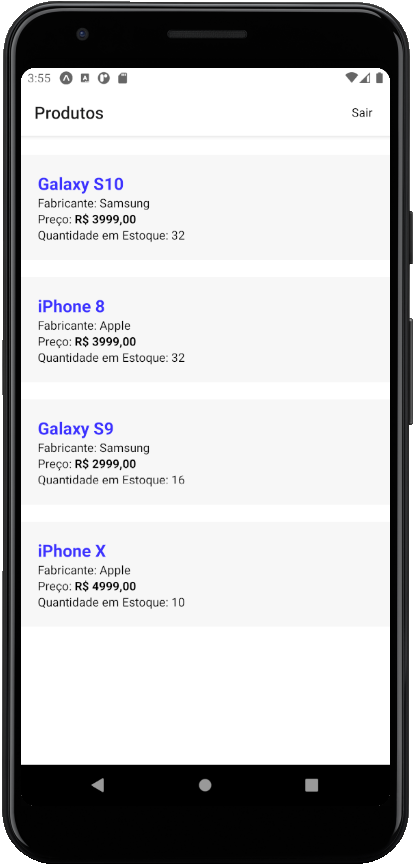 3:55
Produtos
Sair
Galaxy S10
Fabricante: Samsung
Preço: R$ 3999,00
Quantidade em Estoque: 32
iPhone 8
Fabricante: Apple
Preço: R$ 3999,00
Quantidade em Estoque: 32
Galaxy S9
Fabricante: Samsung
Preço: R$ 2999,00
Quantidade em Estoque: 16
iPhone X
Fabricante: Apple
Preço: R$ 4999,00
Quantidade em Estoque: 10